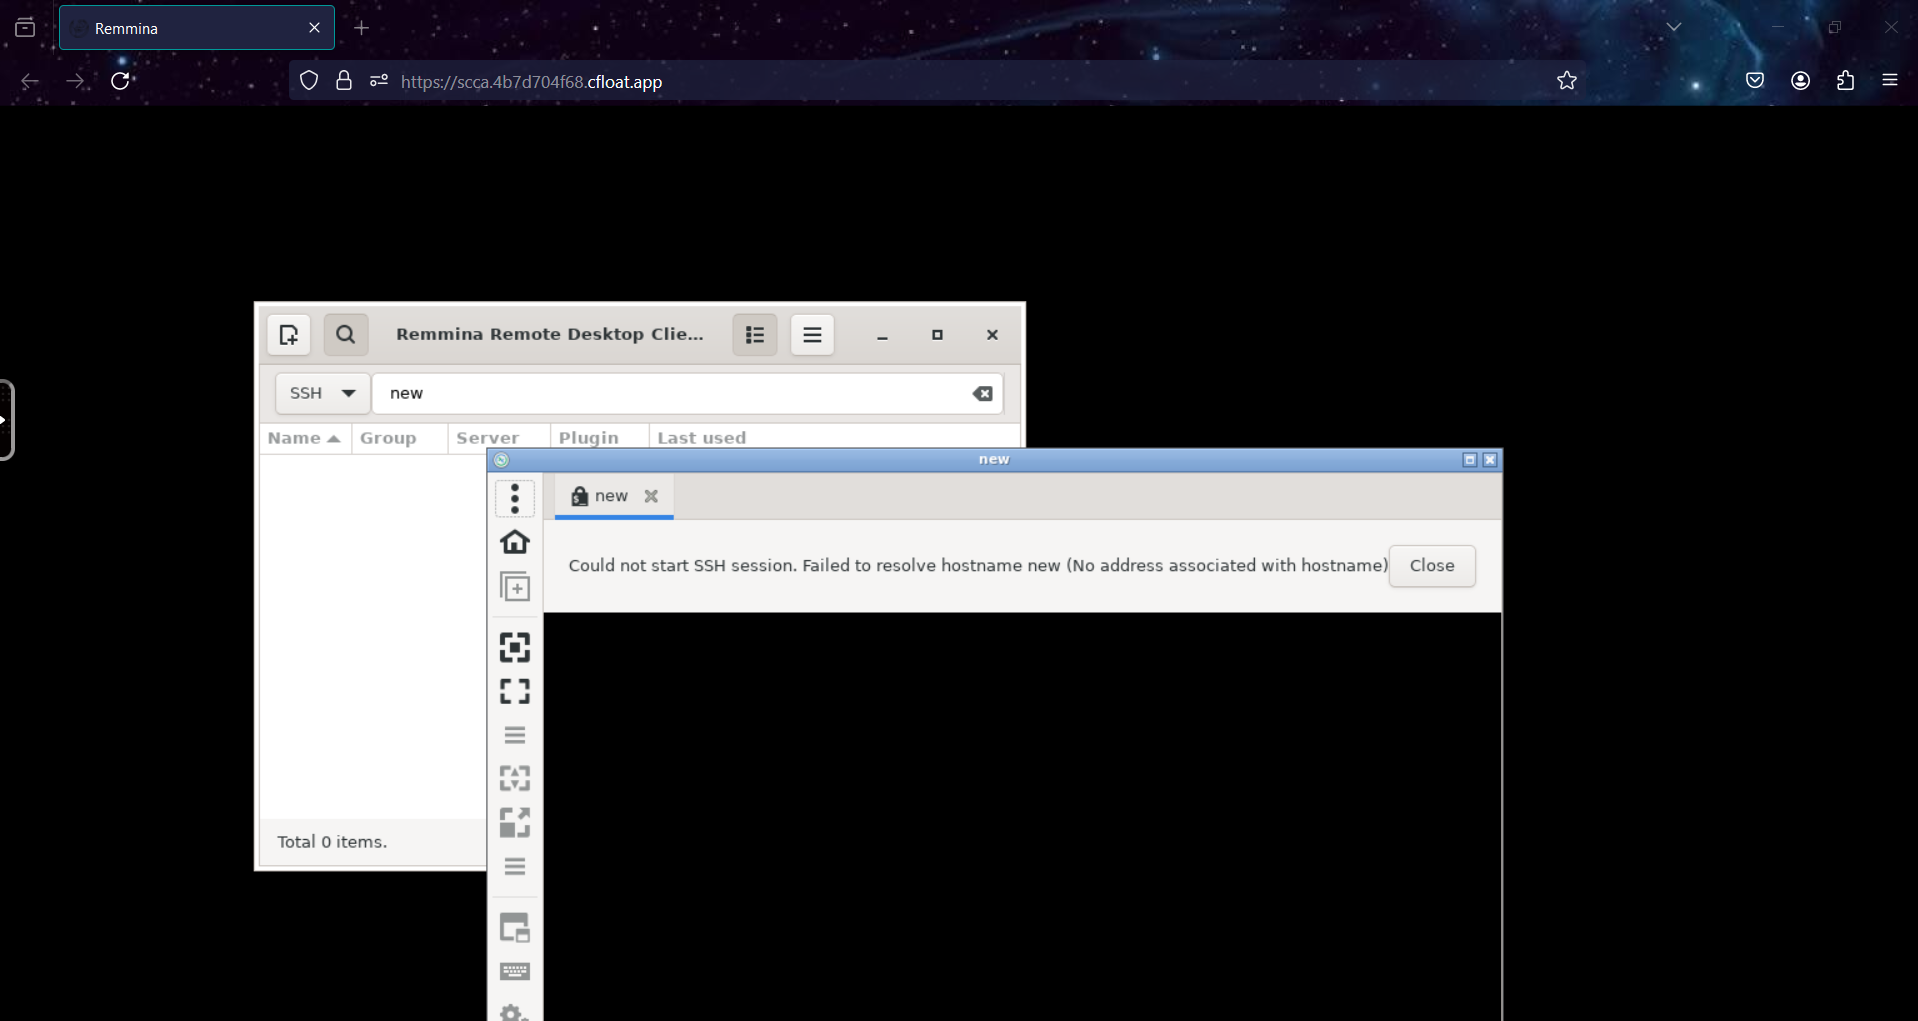 Remmina
https://scca.4b7d704f68.cfloat.app
Remmina Remote Desktop Clie...
SSH new
Name Group Server Plugin Last used
new
new
Could not start SSH session. Failed to resolve hostname new (No address associated with hostname) Close
Total 0 items.